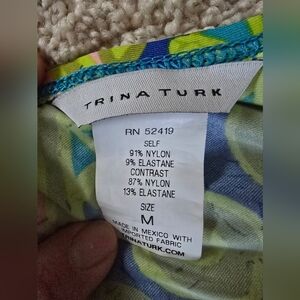 TRINA TURK
RN 52419
SELF
91% NYLON
9% ELASTANE
CONTRAST
87% NYLON
13% ELASTANE
SIZE
M
MADE IN MEXICO WITH
IMPORTED FABRIC
TRINATURK.COM